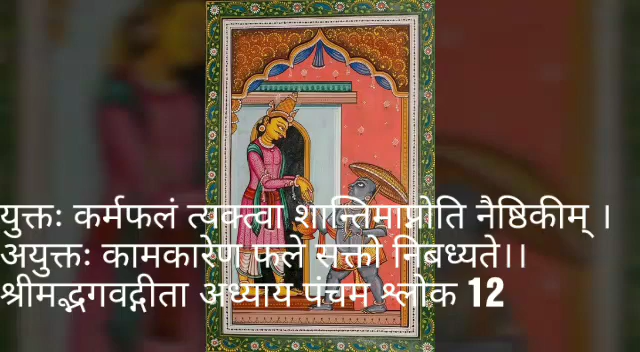 युक्तः कर्मफलं त्यक्त्वा शान्तिमाप्नोति नैष्ठिकीम् ।
अयुक्तः कामकारेण फले सक्तो निबध्यते।।
श्रीमद्भगवद्गीता अध्याय पंचम श्लोक 12